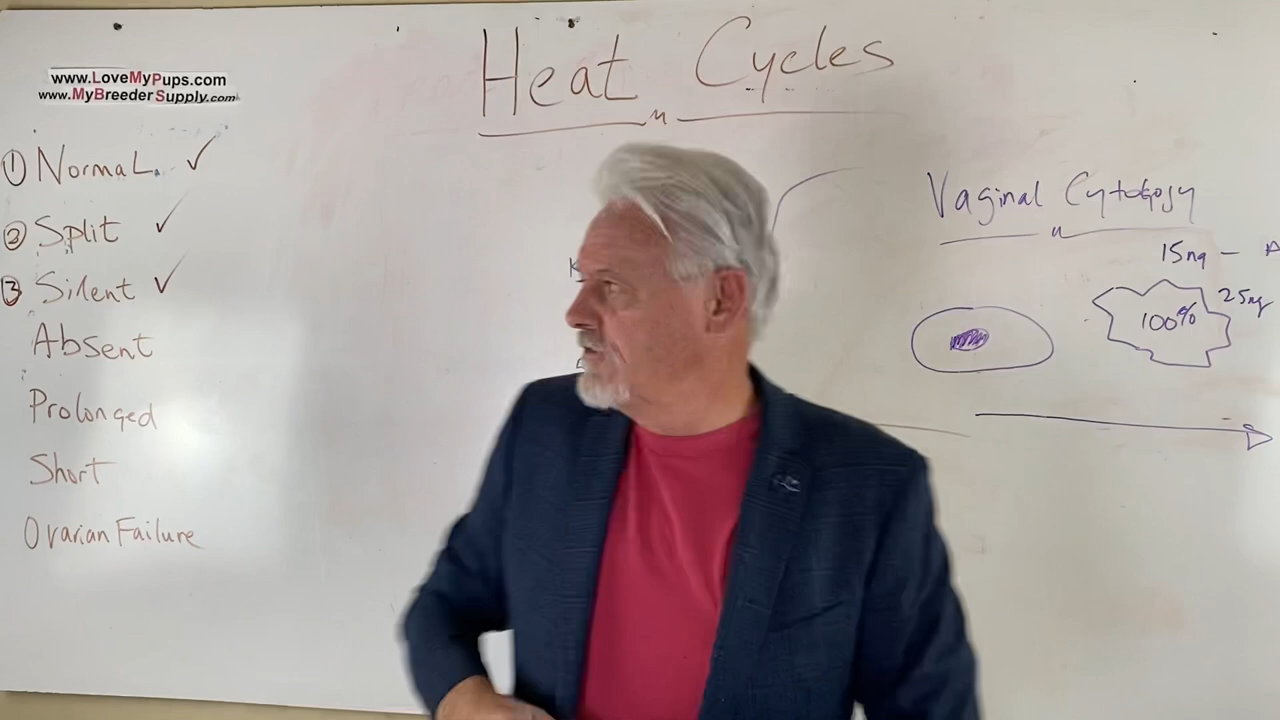 www.LoveMyPups.com
www.MyBreederSupply.com
Heat Cycles
① Normal ✓
② Split ✓
③ Silent ✓
Absent
Prolonged
Short
Ovarian Failure
Vaginal Cytology
15ng - A
25ng
100%